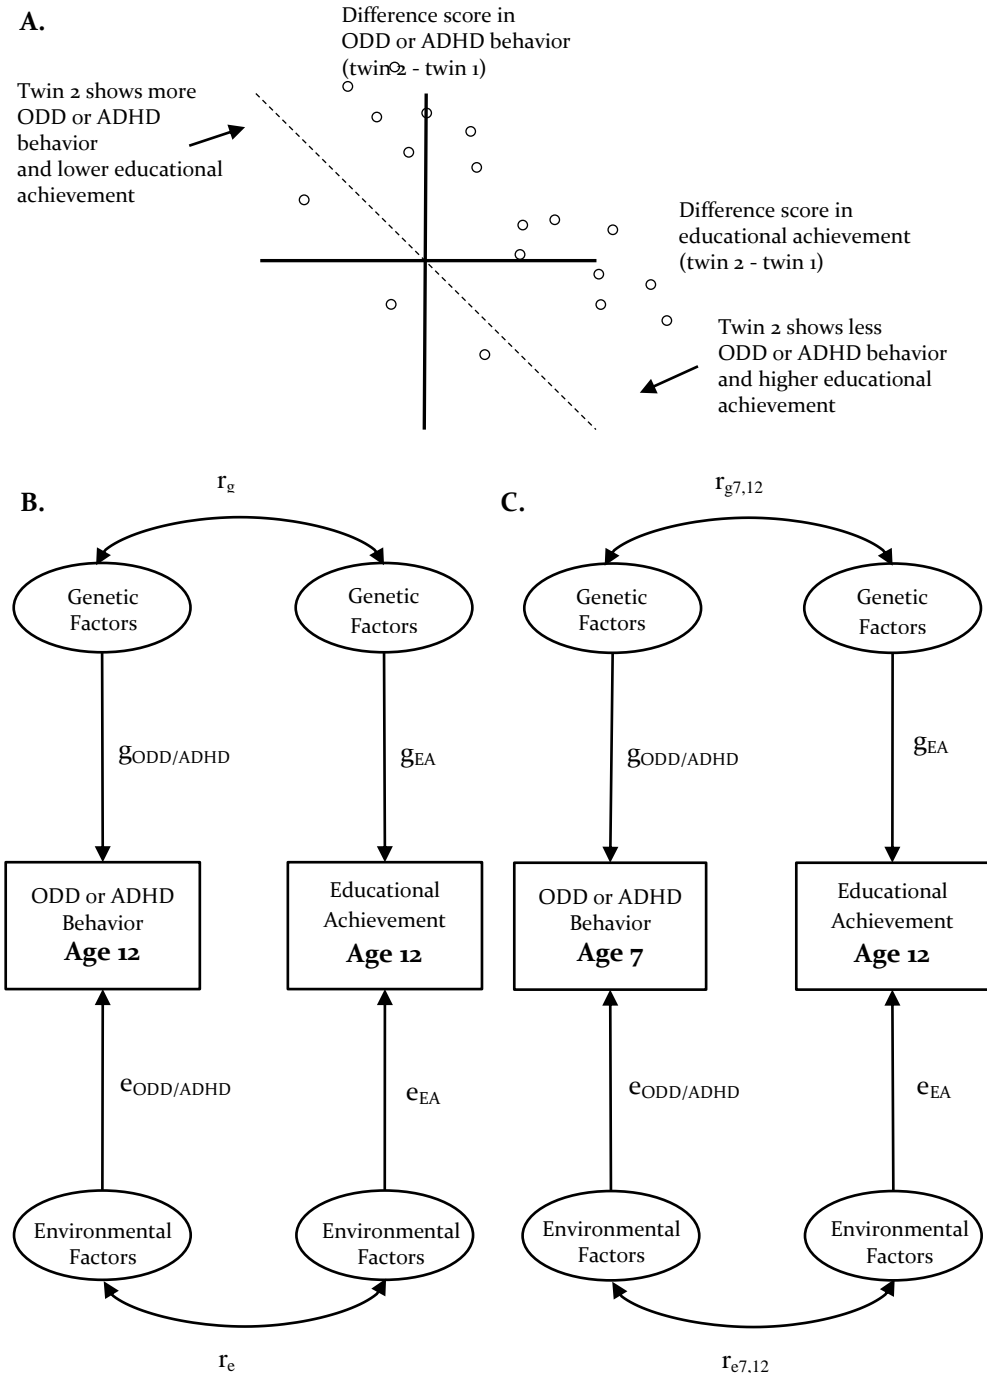 A.
Difference score in
ODD or ADHD behavior
(twin 2 - twin 1)
Twin 2 shows more
ODD or ADHD
behavior
and lower educational
achievement
Difference score in
educational achievement
(twin 2 - twin 1)
Twin 2 shows less
ODD or ADHD behavior
and higher educational
achievement
B.
rg
Genetic
Factors
Genetic
Factors
gODD/ADHD
gEA
ODD or ADHD
Behavior
Age 12
Educational
Achievement
Age 12
eODD/ADHD
eEA
Environmental
Factors
Environmental
Factors
re
C.
rg7,12
Genetic
Factors
Genetic
Factors
gODD/ADHD
gEA
ODD or ADHD
Behavior
Age 7
Educational
Achievement
Age 12
eODD/ADHD
eEA
Environmental
Factors
Environmental
Factors
re7,12